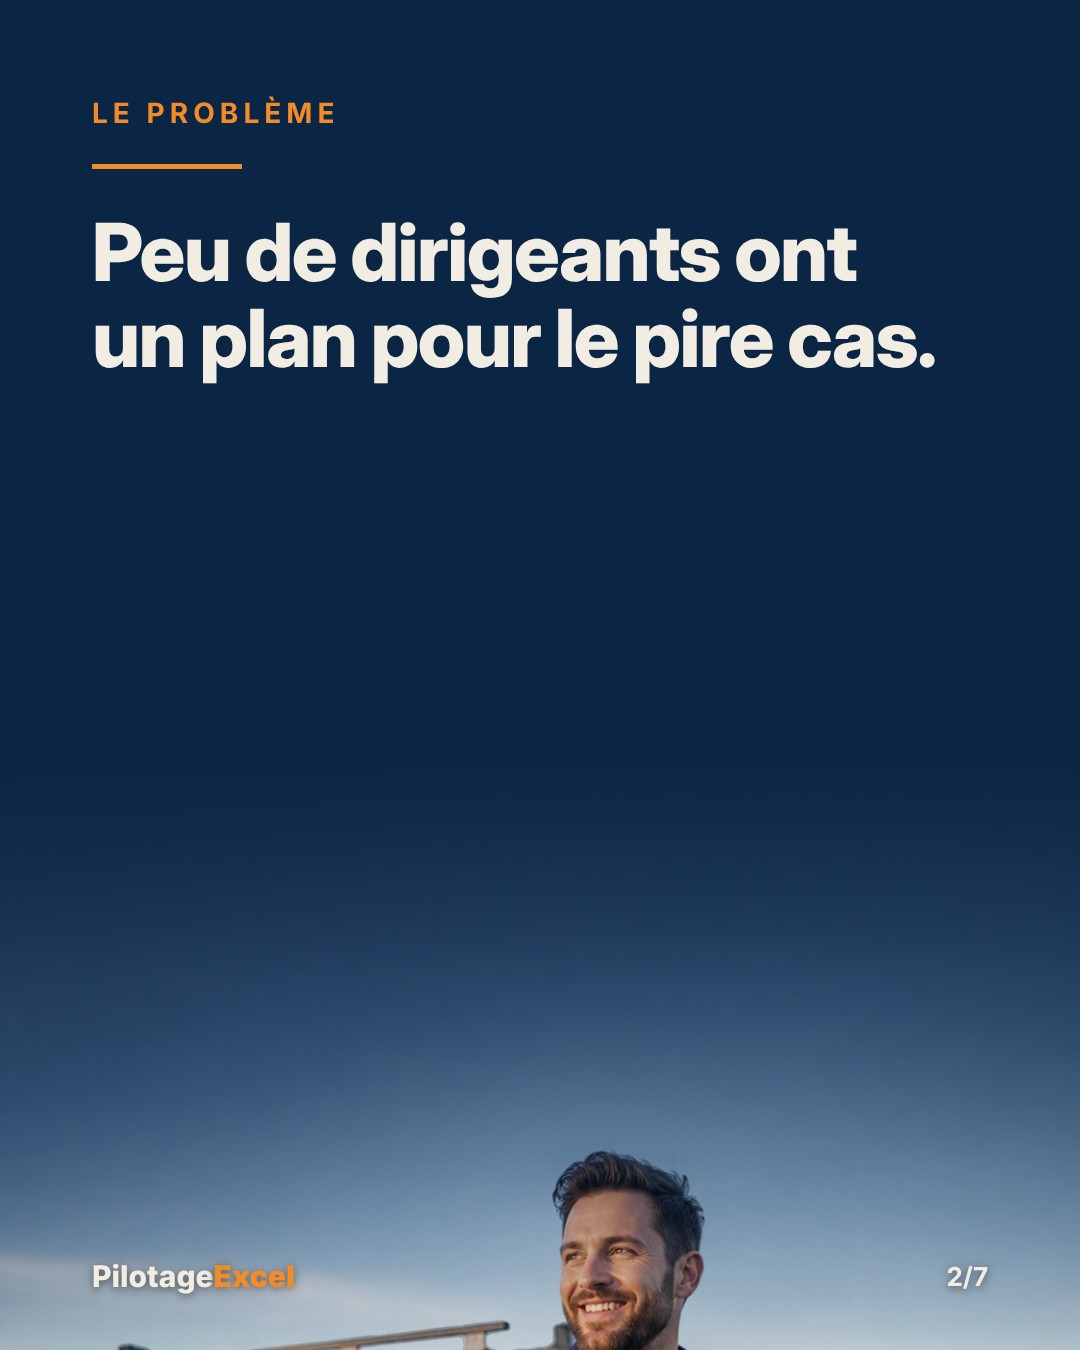 LE PROBLÈME
Peu de dirigeants ont
un plan pour le pire cas.
PilotageExcel
2/7